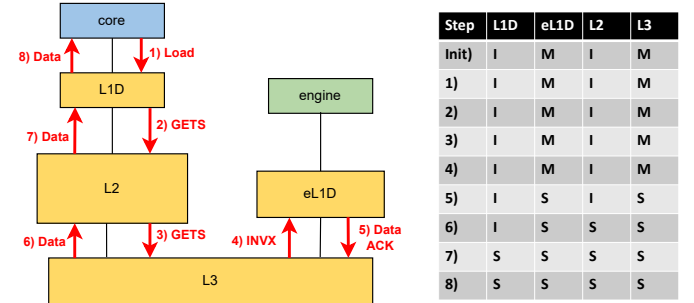 core
8) Data
1) Load
L1D
7) Data
2) GETS
L2
6) Data
3) GETS
engine
eL1D
4) INVX
5) Data
ACK
L3
Step L1D eL1D L2 L3
Init) I M I M
1) I M I M
2) I M I M
3) I M I M
4) I M I M
5) I S I S
6) I S S S
7) S S S S
8) S S S S